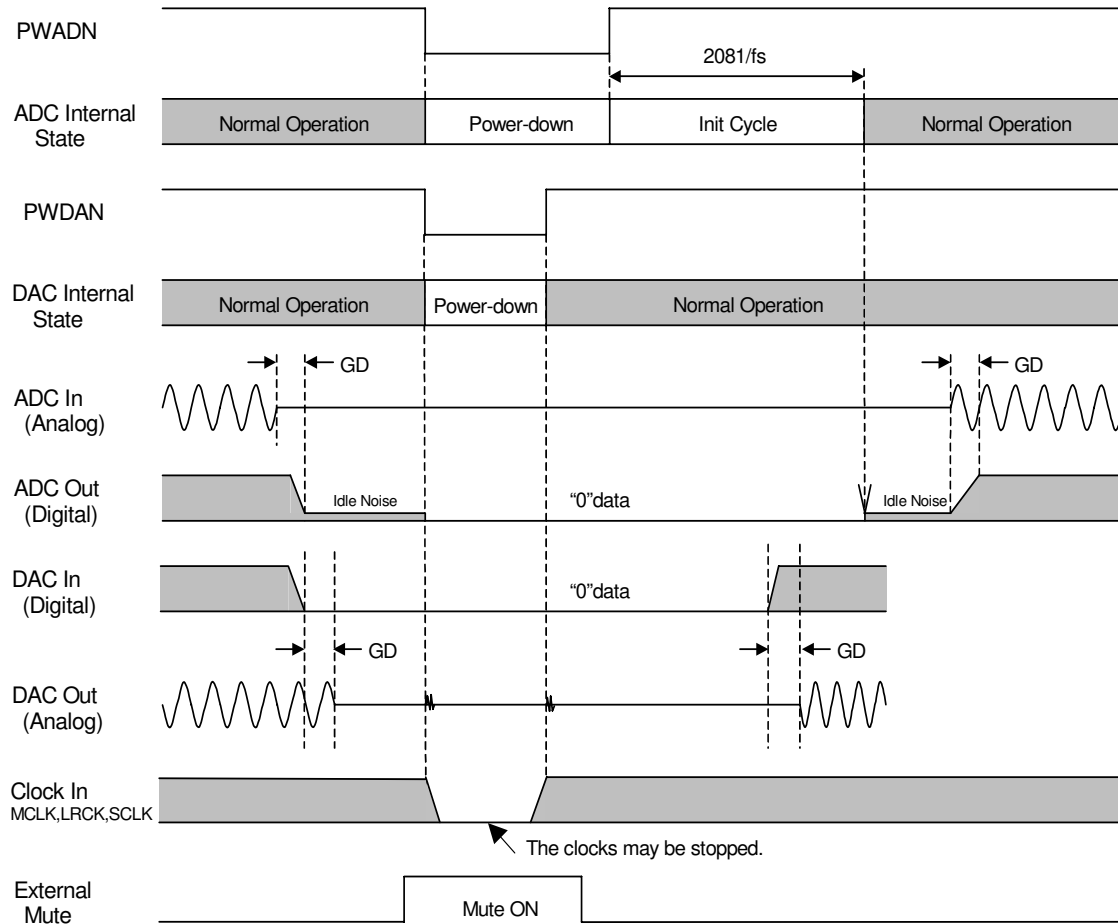 PWADN
2081/fs
ADC Internal
State
Normal Operation
Power-down
Init Cycle
Normal Operation
PWDAN
DAC Internal
State
Normal Operation
Power-down
Normal Operation
GD
GD
ADC In
(Analog)
ADC Out
(Digital)
Idle Noise
“0”data
Idle Noise
DAC In
(Digital)
“0”data
GD
GD
DAC Out
(Analog)
Clock In
MCLK,LRCK,SCLK
The clocks may be stopped.
External
Mute
Mute ON